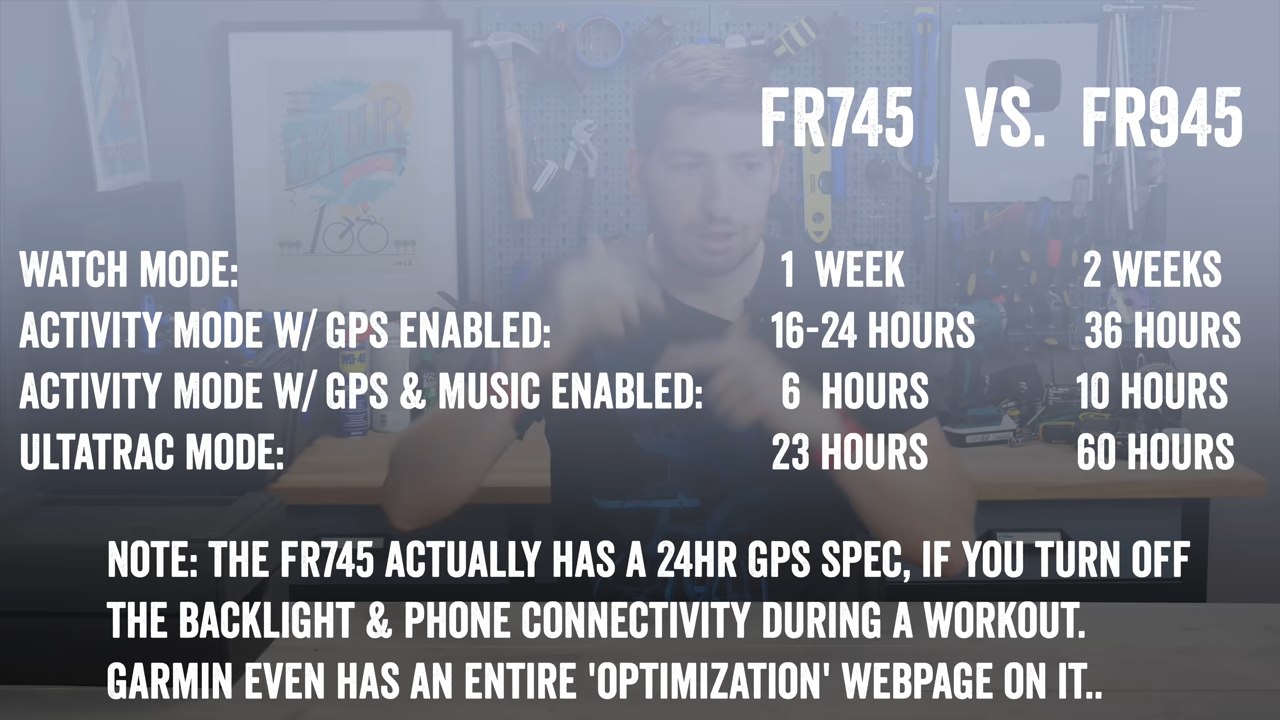 FR745 VS. FR945
WATCH MODE: 1 WEEK 2 WEEKS
ACTIVITY MODE W/ GPS ENABLED: 16-24 HOURS 36 HOURS
ACTIVITY MODE W/ GPS & MUSIC ENABLED: 6 HOURS 10 HOURS
ULTATRAC MODE: 23 HOURS 60 HOURS
NOTE: THE FR745 ACTUALLY HAS A 24HR GPS SPEC, IF YOU TURN OFF
THE BACKLIGHT & PHONE CONNECTIVITY DURING A WORKOUT.
GARMIN EVEN HAS AN ENTIRE 'OPTIMIZATION' WEBPAGE ON IT..